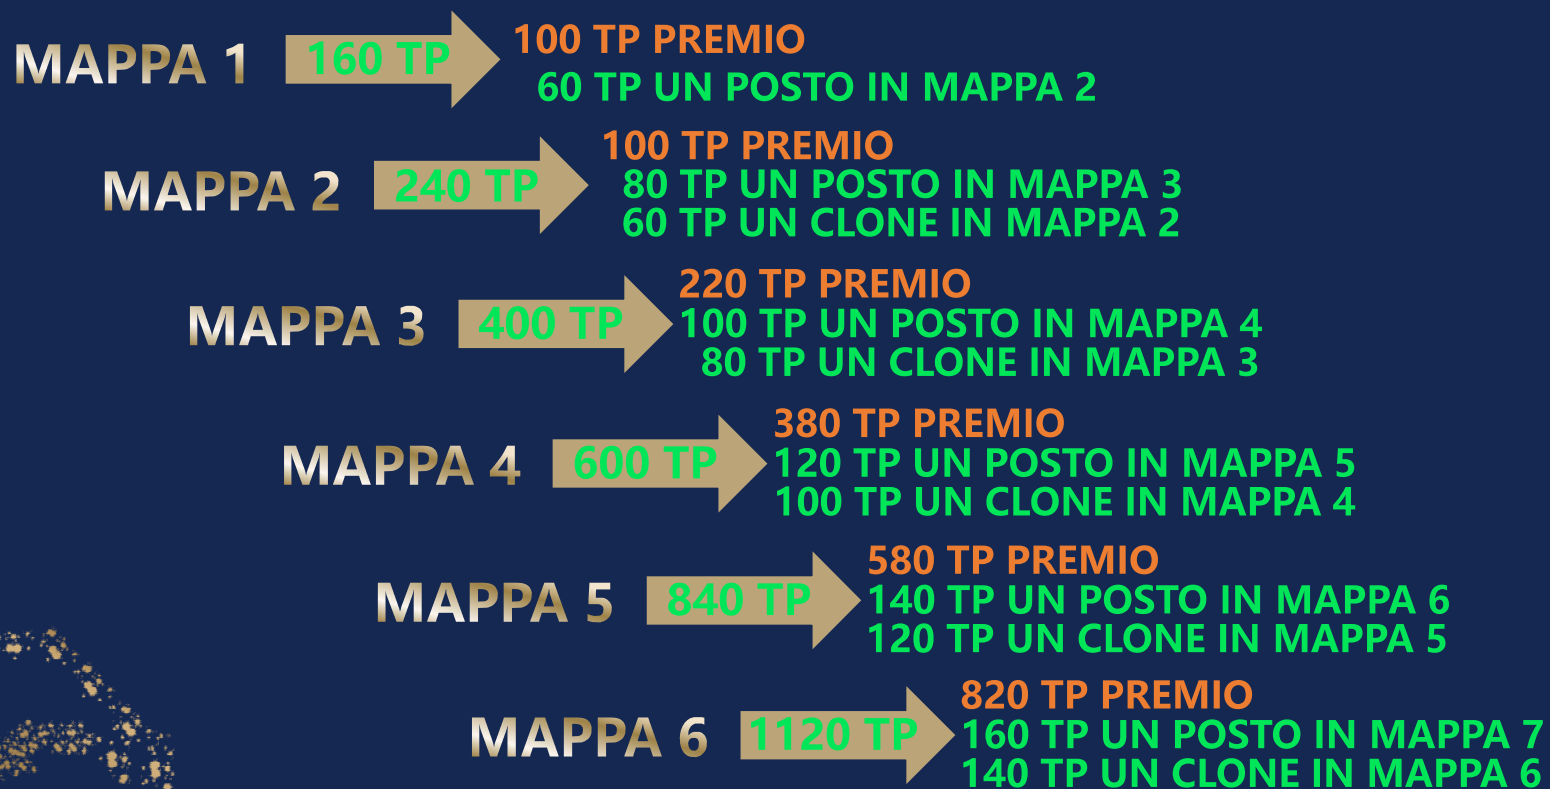 MAPPA 1
160 TP
100 TP PREMIO
60 TP UN POSTO IN MAPPA 2
MAPPA 2
240 TP
100 TP PREMIO
80 TP UN POSTO IN MAPPA 3
60 TP UN CLONE IN MAPPA 2
MAPPA 3
400 TP
220 TP PREMIO
100 TP UN POSTO IN MAPPA 4
80 TP UN CLONE IN MAPPA 3
MAPPA 4
600 TP
380 TP PREMIO
120 TP UN POSTO IN MAPPA 5
100 TP UN CLONE IN MAPPA 4
MAPPA 5
840 TP
580 TP PREMIO
140 TP UN POSTO IN MAPPA 6
120 TP UN CLONE IN MAPPA 5
MAPPA 6
1120 TP
820 TP PREMIO
160 TP UN POSTO IN MAPPA 7
140 TP UN CLONE IN MAPPA 6